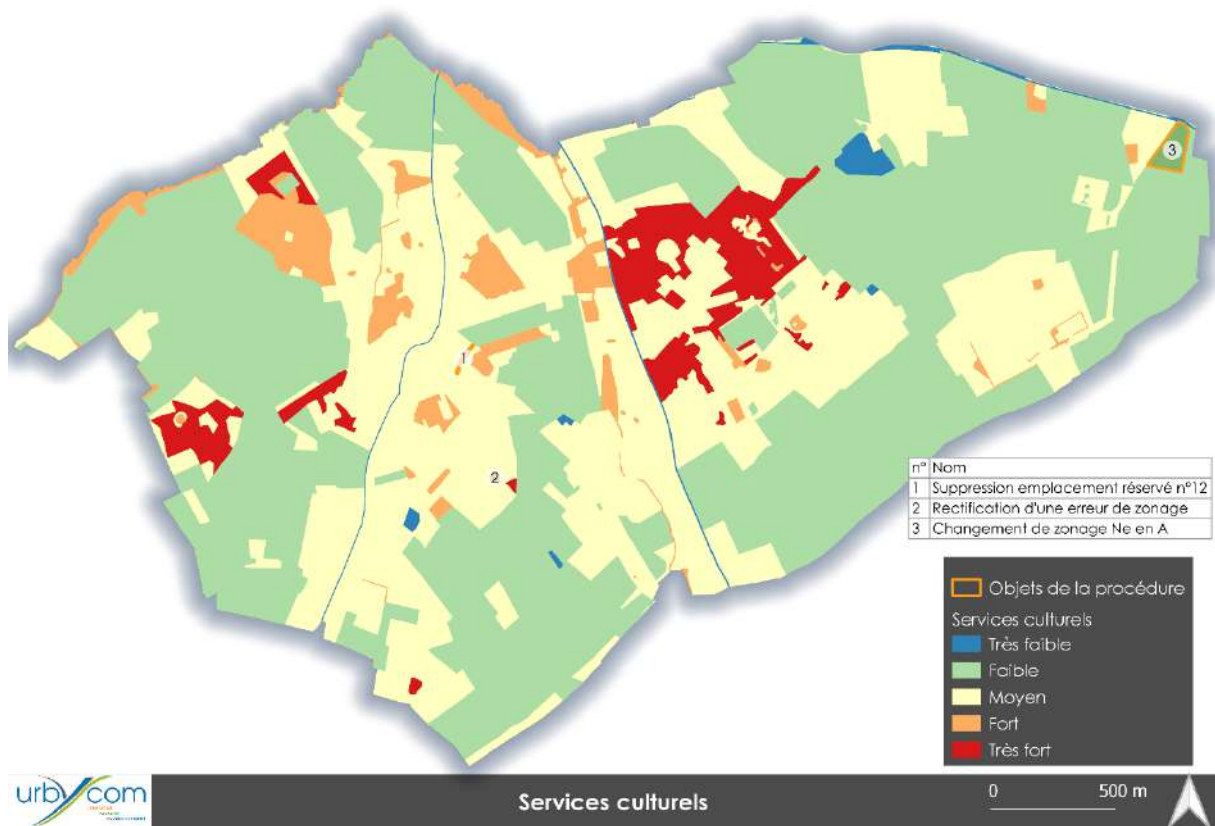 3
1
2
n° Nom
1 Suppression emplacement réservé n°12
2 Rectification d'une erreur de zonage
3 Changement de zonage Ne en A
Objets de la procédure
Services culturels
Très faible
Faible
Moyen
Fort
Très fort
urbycom
Services culturels
0 500 m